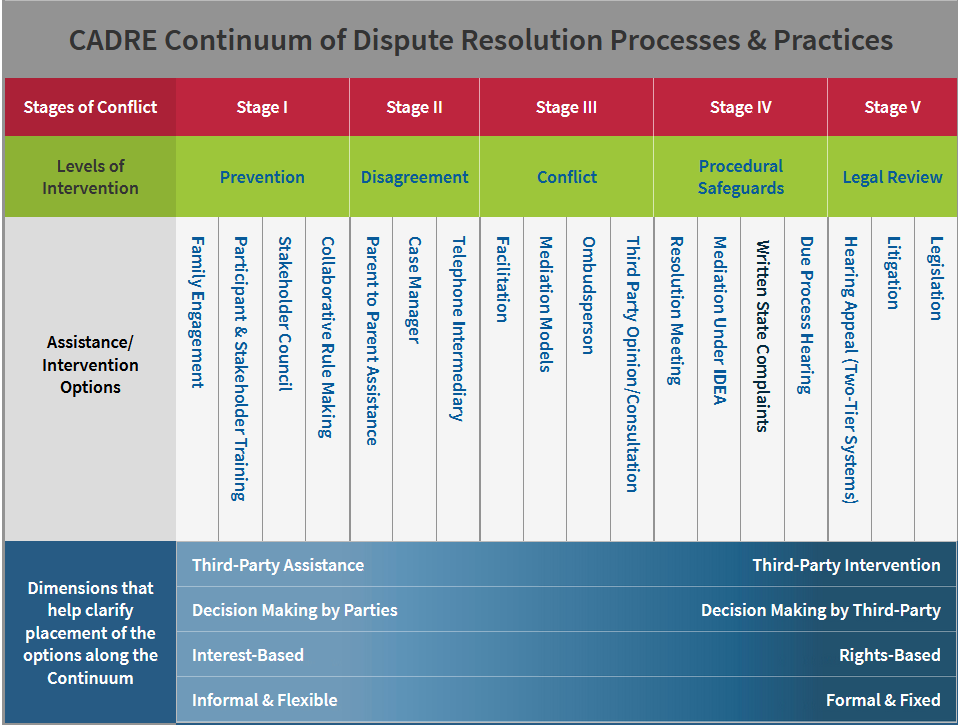 CADRE Continuum of Dispute Resolution Processes & Practices
Stages of Conflict
Stage I
Stage II
Stage III
Stage IV
Stage V
Levels of
Intervention
Prevention
Disagreement
Conflict
Procedural
Safeguards
Legal Review
Assistance/
Intervention
Options
Family Engagement
Participant & Stakeholder Training
Stakeholder Council
Collaborative Rule Making
Parent to Parent Assistance
Case Manager
Telephone Intermediary
Facilitation
Mediation Models
Ombudsperson
Third Party Opinion/Consultation
Resolution Meeting
Mediation Under IDEA
Written State Complaints
Due Process Hearing
Hearing Appeal (Two-Tier Systems)
Litigation
Legislation
Dimensions that
help clarify
placement of the
options along the
Continuum
Third-Party Assistance
Third-Party Intervention
Decision Making by Parties
Decision Making by Third-Party
Interest-Based
Rights-Based
Informal & Flexible
Formal & Fixed